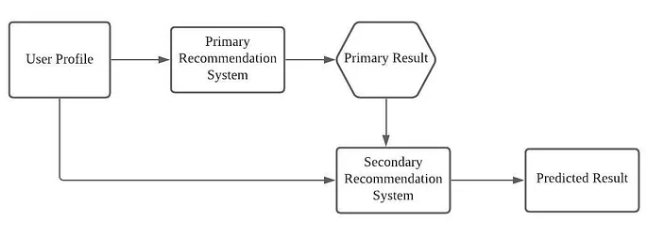 User Profile
Primary
Recommendation
System
Primary Result
Secondary
Recommendation
System
Predicted Result